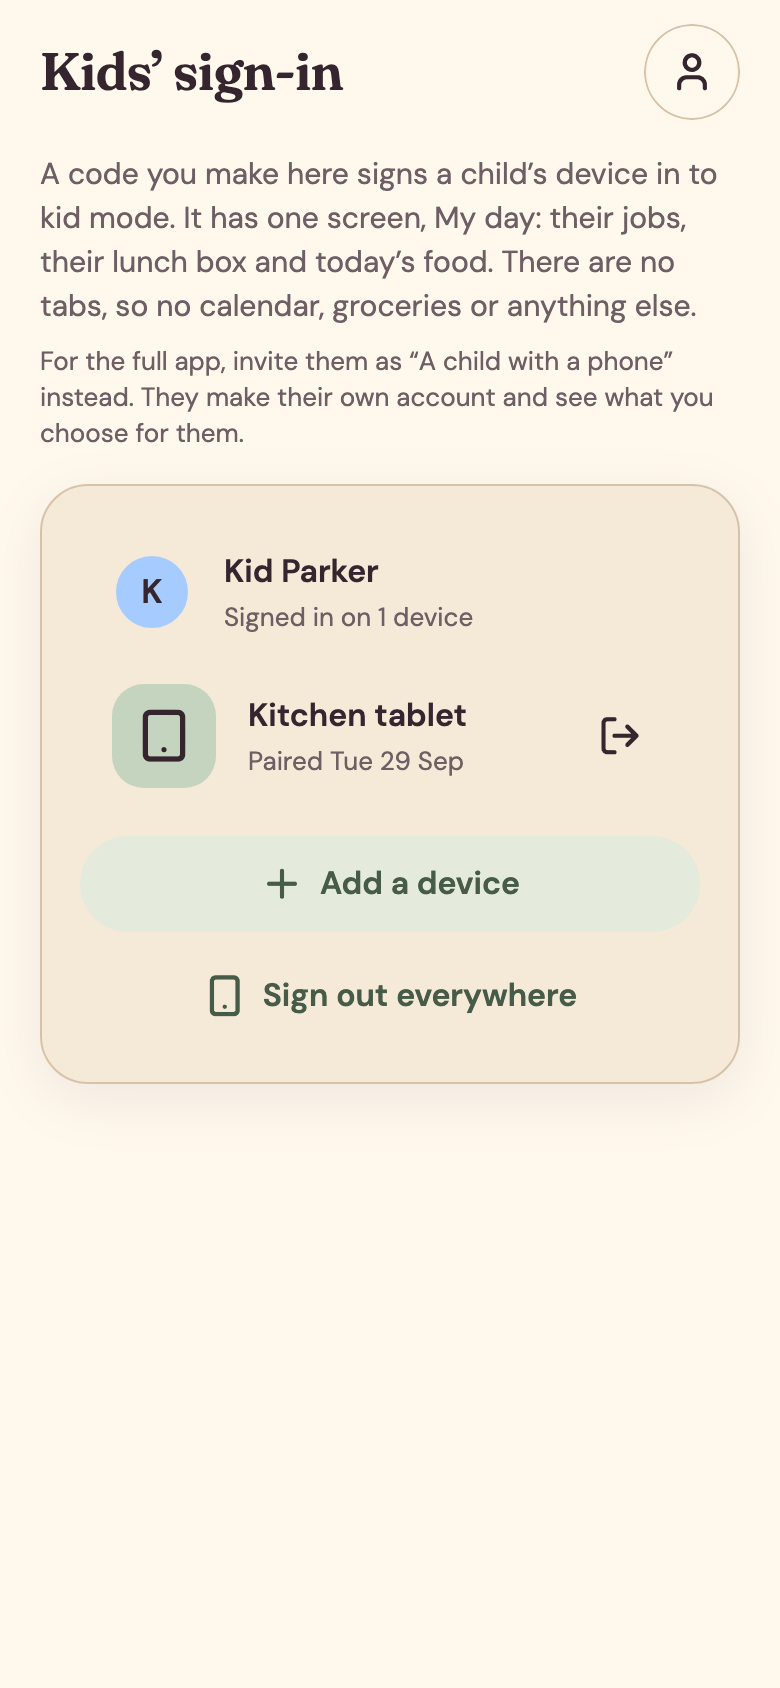 Kids’ sign-in
A code you make here signs a child’s device in to
kid mode. It has one screen, My day: their jobs,
their lunch box and today’s food. There are no
tabs, so no calendar, groceries or anything else.
For the full app, invite them as “A child with a phone”
instead. They make their own account and see what you
choose for them.
K
Kid Parker
Signed in on 1 device
Kitchen tablet
Paired Tue 29 Sep
Add a device
Sign out everywhere